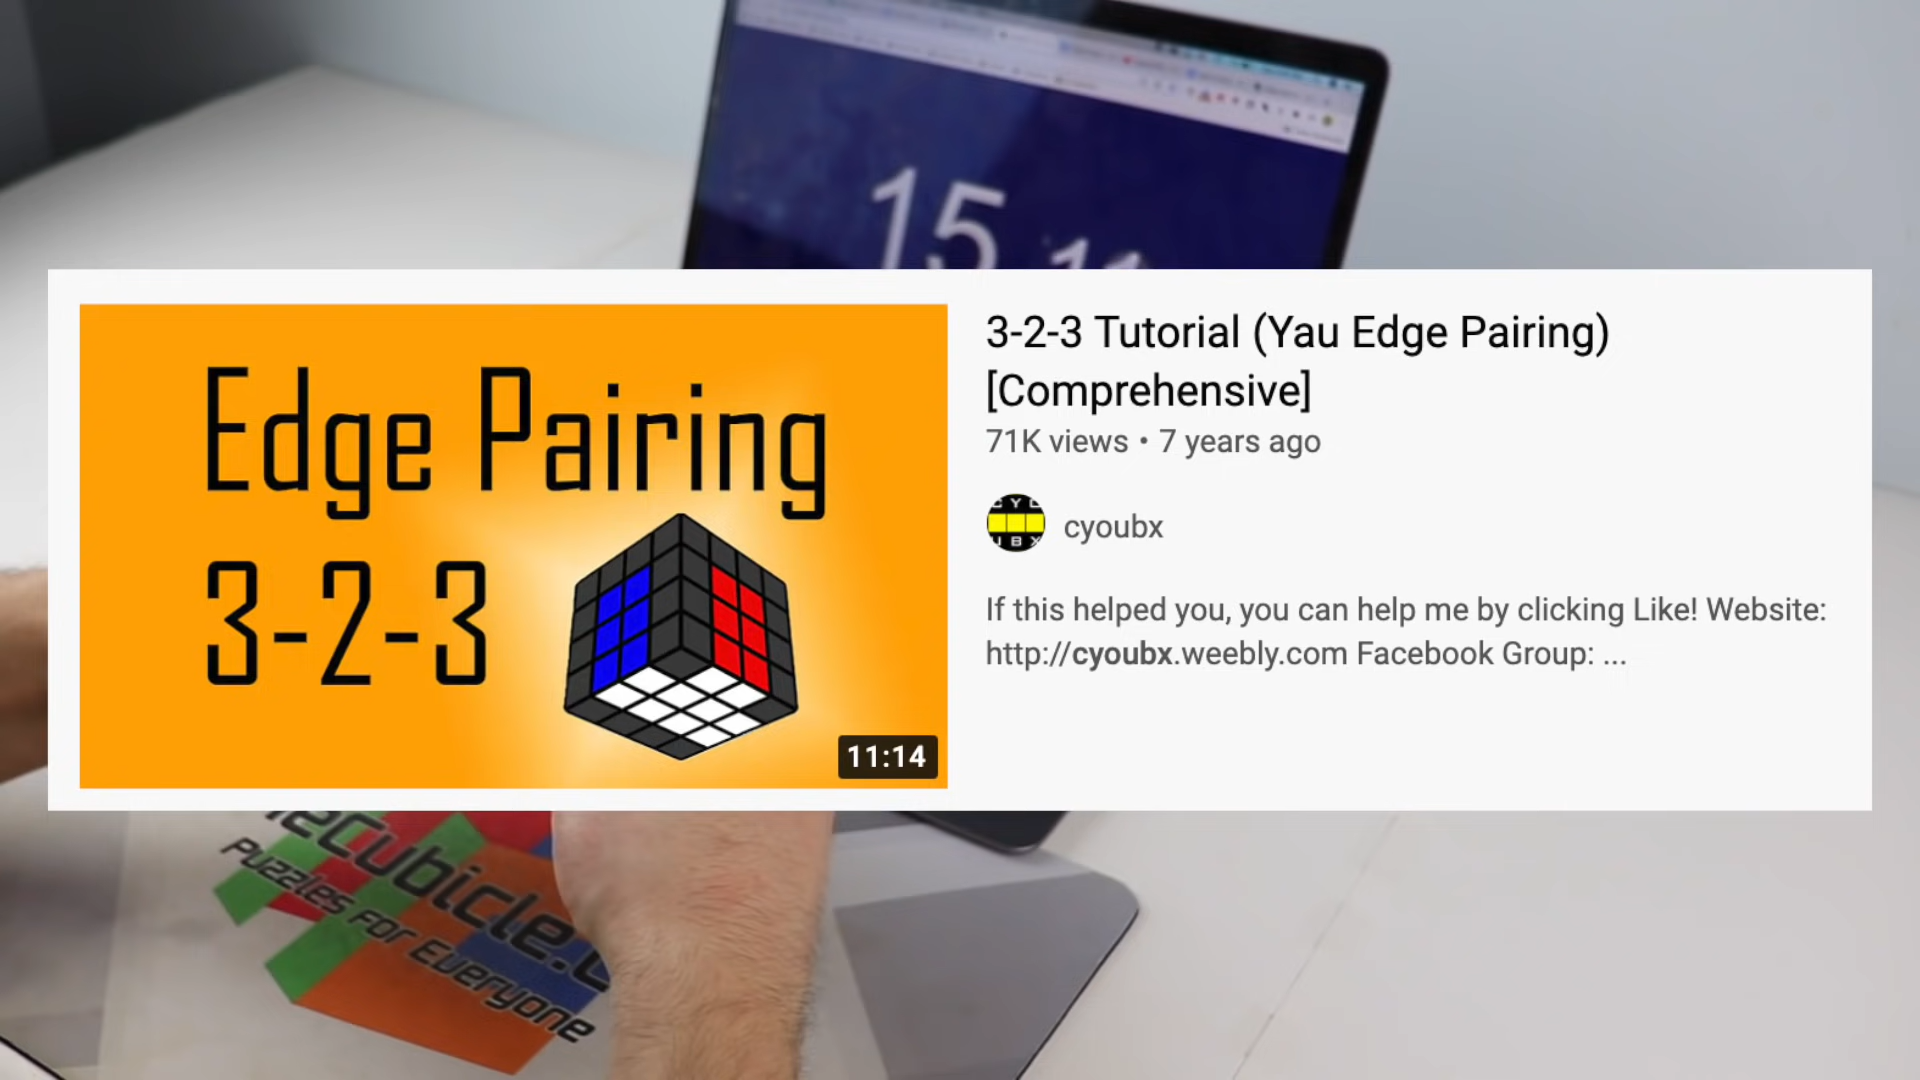 15
Edge Pairing
3-2-3
11:14
3-2-3 Tutorial (Yau Edge Pairing)
[Comprehensive]
71K views • 7 years ago
cyoubx
If this helped you, you can help me by clicking Like! Website:
http://cyoubx.weebly.com Facebook Group: ...
Puzzles for Everyone